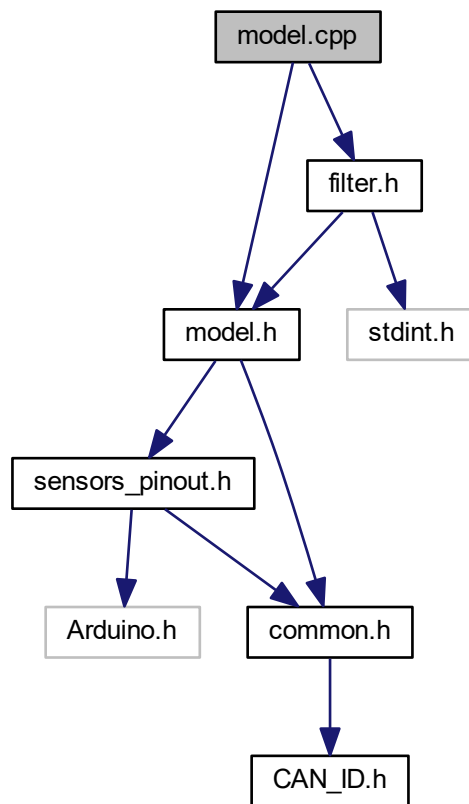 model.cpp
filter.h
model.h
stdint.h
sensors_pinout.h
Arduino.h
common.h
CAN_ID.h